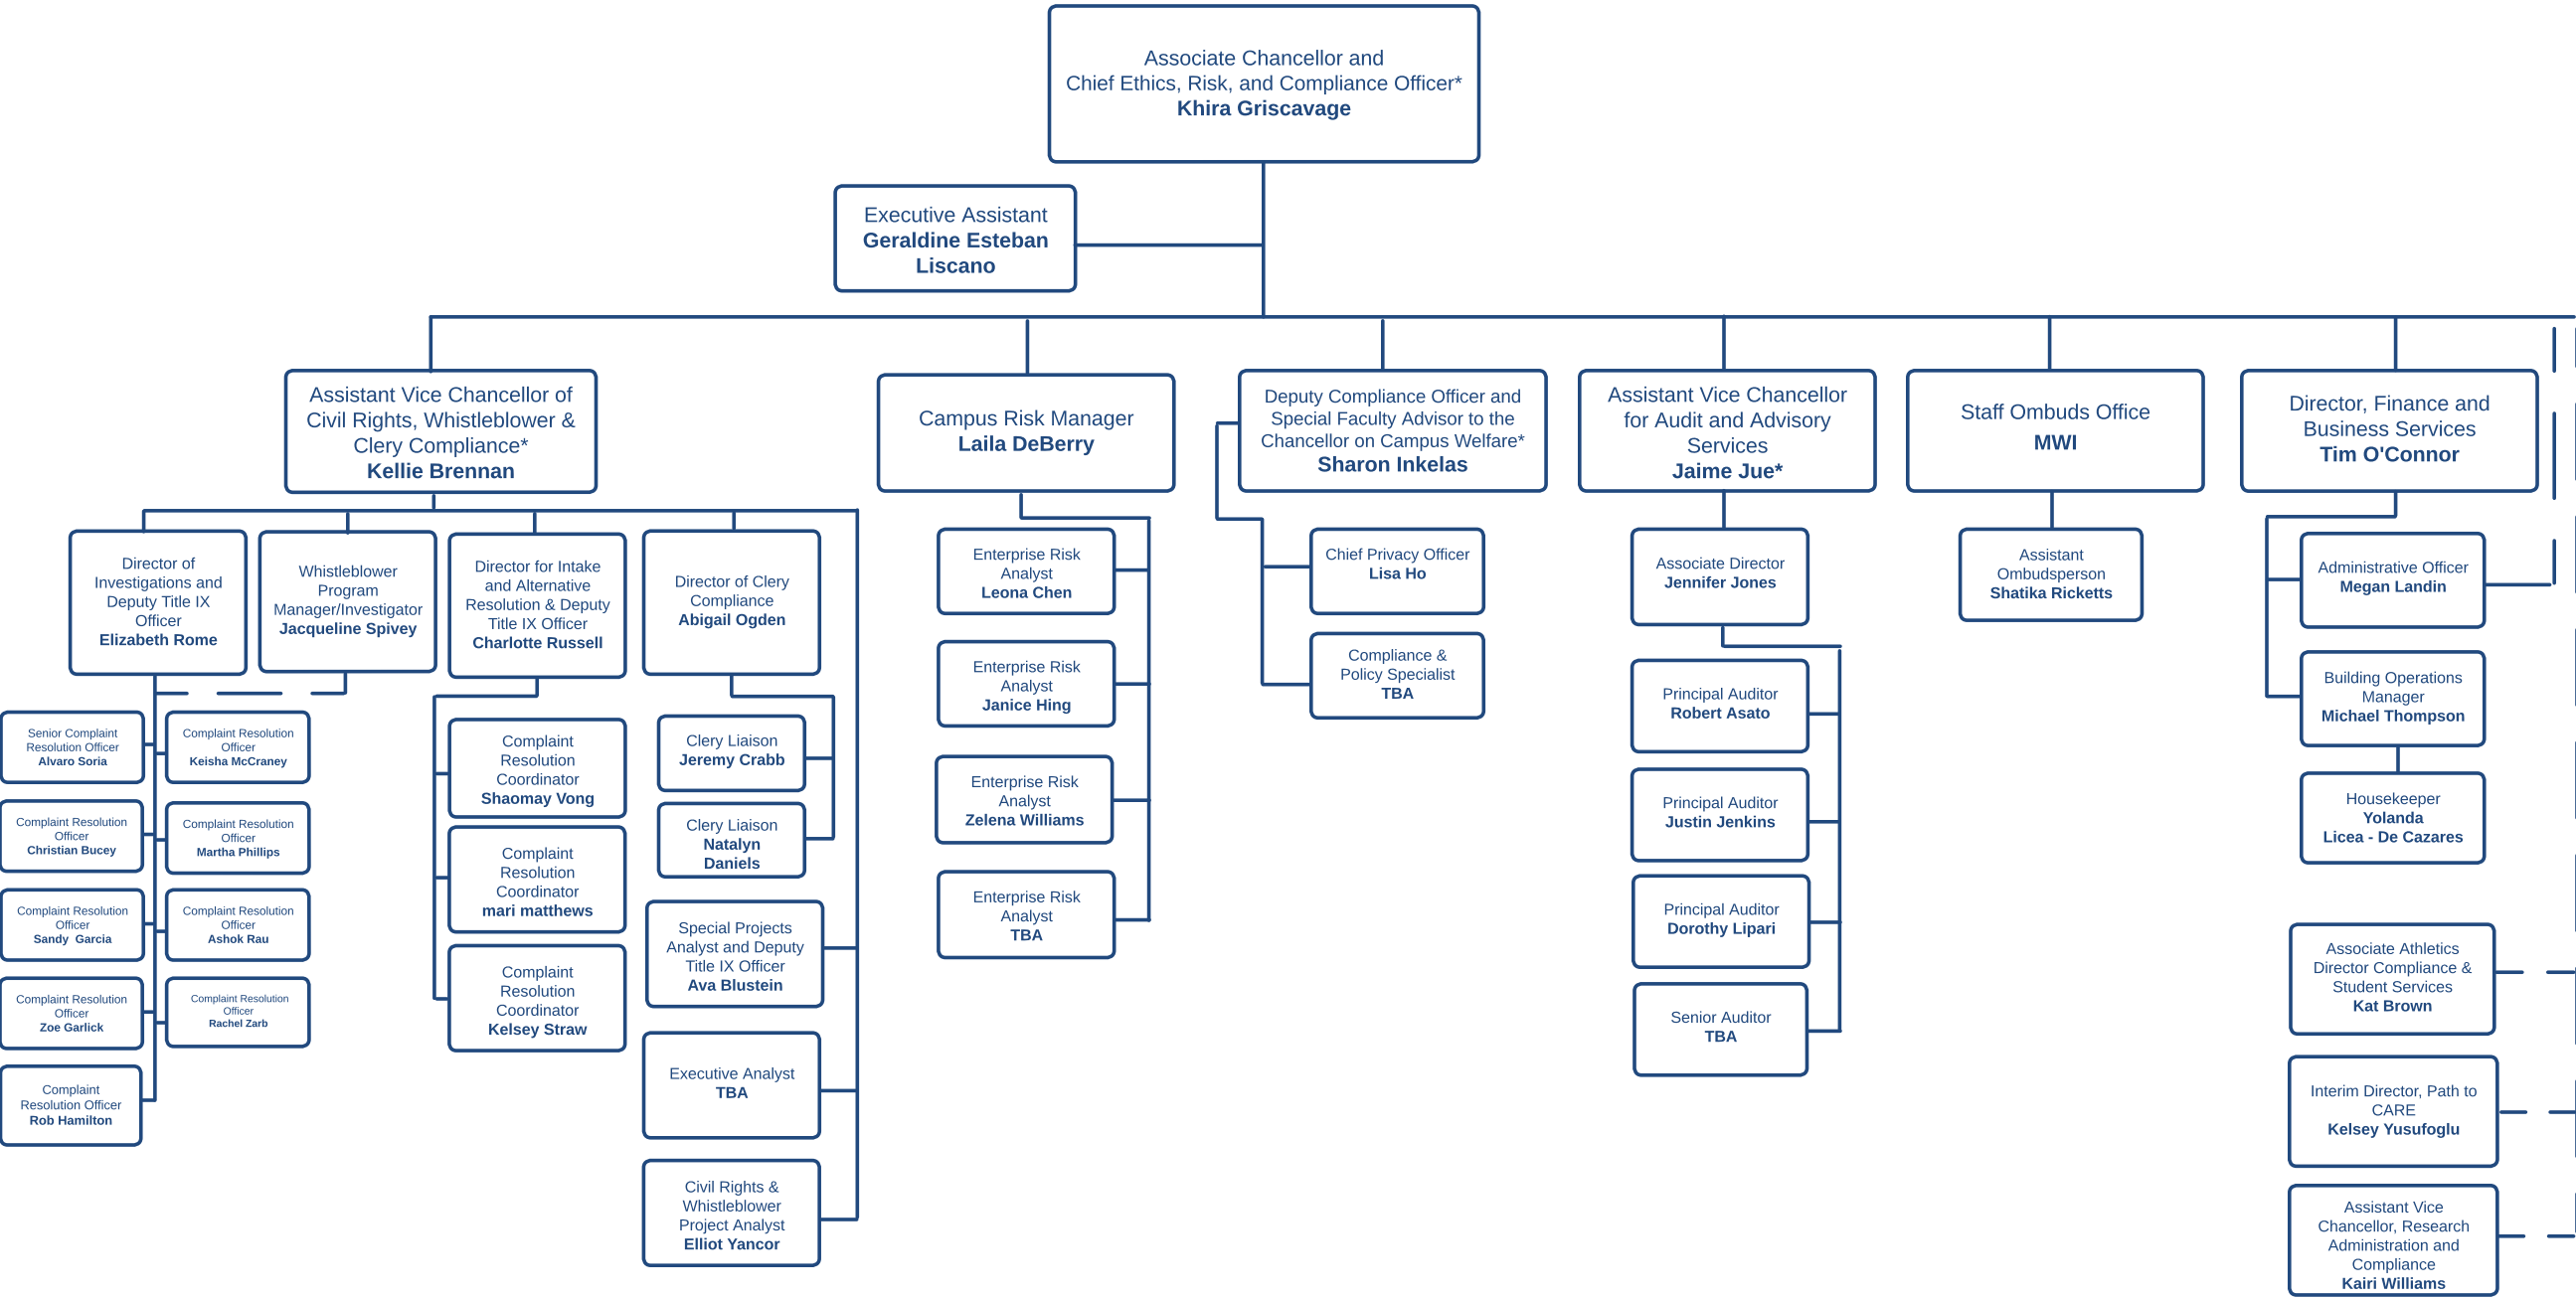 Associate Chancellor and
Chief Ethics, Risk, and Compliance Officer*
Khira Griscavage
Executive Assistant
Geraldine Esteban
Liscano
Assistant Vice Chancellor of
Civil Rights, Whistleblower &
Clery Compliance*
Kellie Brennan
Campus Risk Manager
Laila DeBerry
Deputy Compliance Officer and
Special Faculty Advisor to the
Chancellor on Campus Welfare*
Sharon Inkelas
Assistant Vice Chancellor
for Audit and Advisory
Services
Jaime Jue*
Staff Ombuds Office
MWI
Director, Finance and
Business Services
Tim O'Connor
Director of
Investigations and
Deputy Title IX
Officer
Elizabeth Rome
Whistleblower
Program
Manager/Investigator
Jacqueline Spivey
Director for Intake
and Alternative
Resolution & Deputy
Title IX Officer
Charlotte Russell
Director of Clery
Compliance
Abigail Ogden
Senior Complaint
Resolution Officer
Alvaro Soria
Complaint Resolution
Officer
Keisha McCraney
Complaint Resolution
Officer
Christian Bucey
Complaint Resolution
Officer
Martha Phillips
Complaint Resolution
Officer
Sandy  Garcia
Complaint Resolution
Officer
Ashok Rau
Complaint Resolution
Officer
Zoe Garlick
Complaint Resolution
Officer
Rachel Zarb
Complaint
Resolution Officer
Rob Hamilton
Complaint
Resolution
Coordinator
Shaomay Vong
Complaint
Resolution
Coordinator
mari matthews
Complaint
Resolution
Coordinator
Kelsey Straw
Clery Liaison
Jeremy Crabb
Clery Liaison
Natalyn
Daniels
Special Projects
Analyst and Deputy
Title IX Officer
Ava Blustein
Executive Analyst
TBA
Civil Rights &
Whistleblower
Project Analyst
Elliot Yancor
Enterprise Risk
Analyst
Leona Chen
Enterprise Risk
Analyst
Janice Hing
Enterprise Risk
Analyst
Zelena Williams
Enterprise Risk
Analyst
TBA
Chief Privacy Officer
Lisa Ho
Compliance &
Policy Specialist
TBA
Associate Director
Jennifer Jones
Principal Auditor
Robert Asato
Principal Auditor
Justin Jenkins
Principal Auditor
Dorothy Lipari
Senior Auditor
TBA
Assistant
Ombudsperson
Shatika Ricketts
Administrative Officer
Megan Landin
Building Operations
Manager
Michael Thompson
Housekeeper
Yolanda
Licea - De Cazares
Associate Athletics
Director Compliance &
Student Services
Kat Brown
Interim Director, Path to
CARE
Kelsey Yusufoglu
Assistant Vice
Chancellor, Research
Administration and
Compliance
Kairi Williams